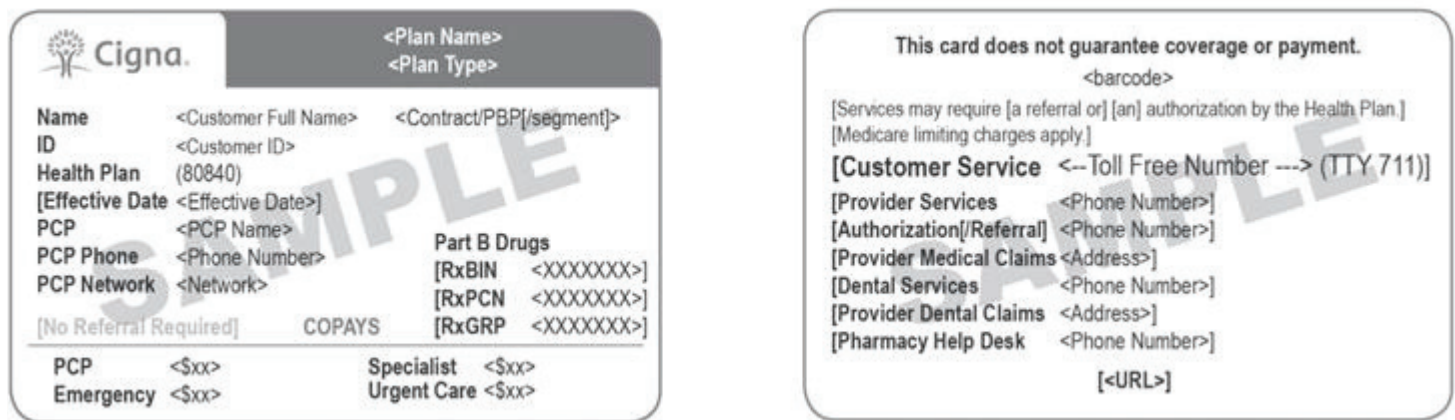 Cigna.
<Plan Name>
<Plan Type>
Name <Customer Full Name> <Contract/PBP[/segment]>
ID <Customer ID>
Health Plan (80840)
[Effective Date <Effective Date>]
PCP <PCP Name>
PCP Phone <Phone Number>
PCP Network <Network>
Part B Drugs
[RxBIN <XXXXXXX>]
[RxPCN <XXXXXXX>]
[RxGRP <XXXXXXX>]
[No Referral Required] COPAYS
PCP <$xx> Specialist <$xx>
Emergency <$xx> Urgent Care <$xx>
SAMPLE
This card does not guarantee coverage or payment.
<barcode>
[Services may require [a referral or] [an] authorization by the Health Plan.]
[Medicare limiting charges apply.]
[Customer Service <--Toll Free Number ---> (TTY 711)]
[Provider Services <Phone Number>]
[Authorization[/Referral] <Phone Number>]
[Provider Medical Claims <Address>]
[Dental Services <Phone Number>]
[Provider Dental Claims <Address>]
[Pharmacy Help Desk <Phone Number>]
[<URL>]
SAMPLE